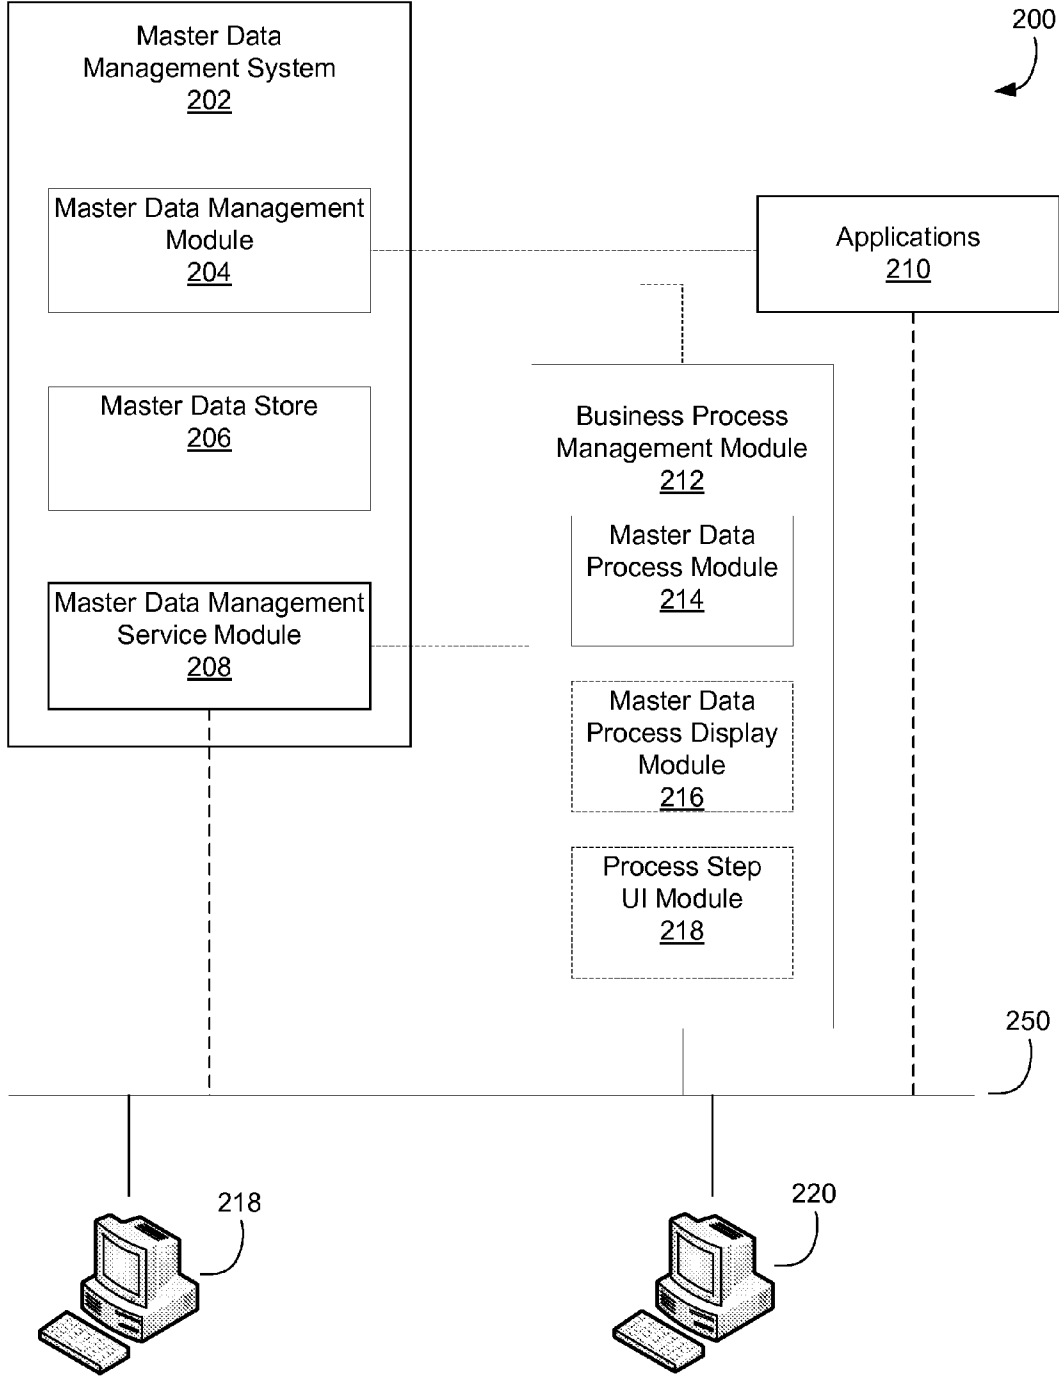 200
Master Data
Management System
202
Master Data Management
Module
204
Applications
210
Master Data Store
206
Business Process
Management Module
212
Master Data
Process Module
214
Master Data Management
Service Module
208
Master Data
Process Display
Module
216
Process Step
UI Module
218
250
218
220